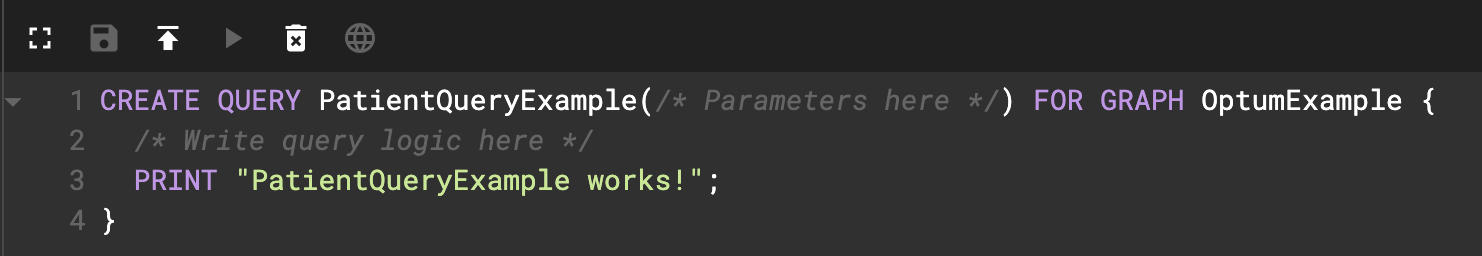 1 CREATE QUERY PatientQueryExample(/* Parameters here */) FOR GRAPH OptumExample {
2 /* Write query logic here */
3 PRINT "PatientQueryExample works!";
4 }